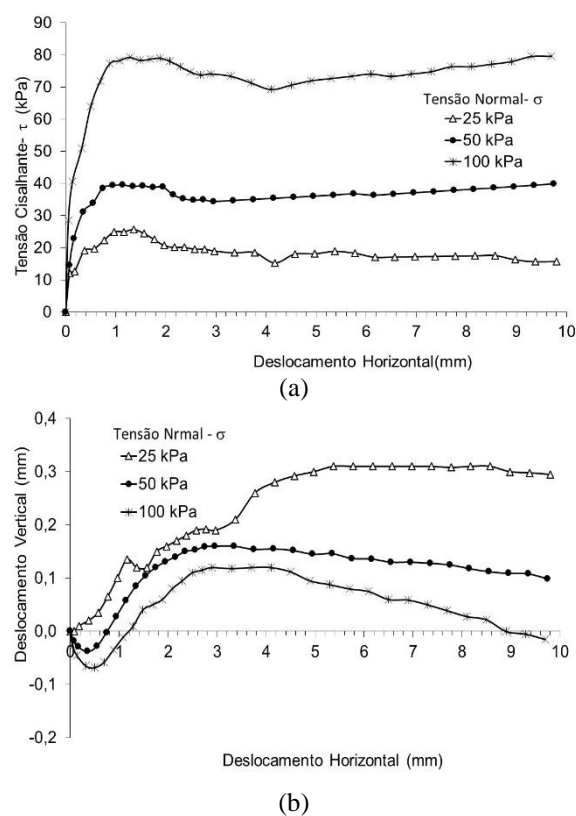 90
80
70
60
50
40
30
20
10
0
Tensão Cisalhante- τ (kPa)
Tensão Normal- σ
25 kPa
50 kPa
100 kPa
0 1 2 3 4 5 6 7 8 9 10
Deslocamento Horizontal(mm)
(a)
0,4
0,3
0,2
0,1
0,0
-0,1
-0,2
Deslocamento Vertical (mm)
Tensão Nrmal - σ
25 kPa
50 kPa
100 kPa
0 1 2 3 4 5 6 7 8 9 10
Deslocamento Horizontal (mm)
(b)